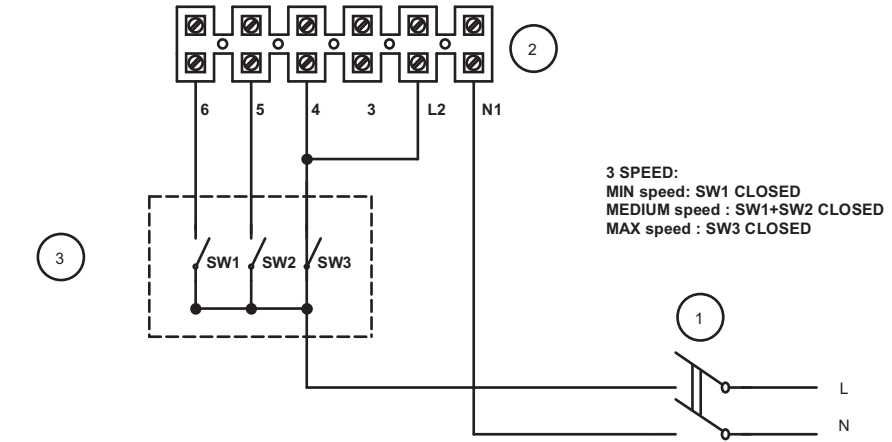 2
6 5 4 3 L2 N1
3 SPEED:
MIN speed: SW1 CLOSED
MEDIUM speed : SW1+SW2 CLOSED
MAX speed : SW3 CLOSED
3
SW1 SW2 SW3
1
L
N